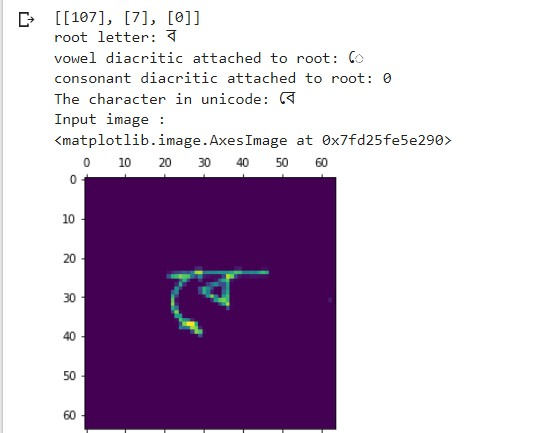 [[107], [7], [0]]
root letter: ব
vowel diacritic attached to root: ে
consonant diacritic attached to root: 0
The character in unicode: বে
Input image :
<matplotlib.image.AxesImage at 0x7fd25fe5e290>
0 10 20 30 40 50 60
0
10
20
বে
30
40
50
60